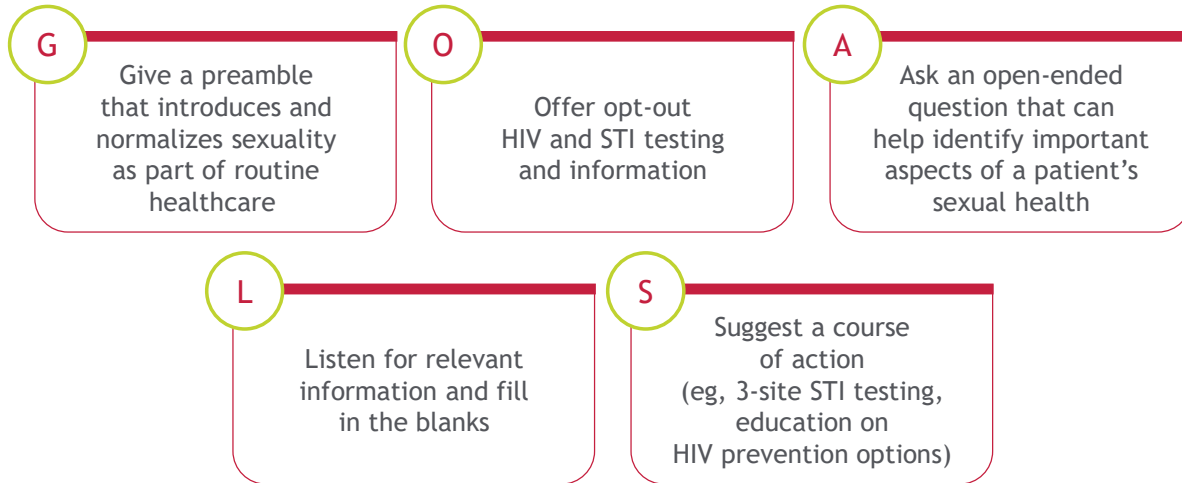 G
Give a preamble
that introduces and
normalizes sexuality
as part of routine
healthcare
O
Offer opt-out
HIV and STI testing
and information
A
Ask an open-ended
question that can
help identify important
aspects of a patient’s
sexual health
L
Listen for relevant
information and fill
in the blanks
S
Suggest a course
of action
(eg, 3-site STI testing,
education on
HIV prevention options)